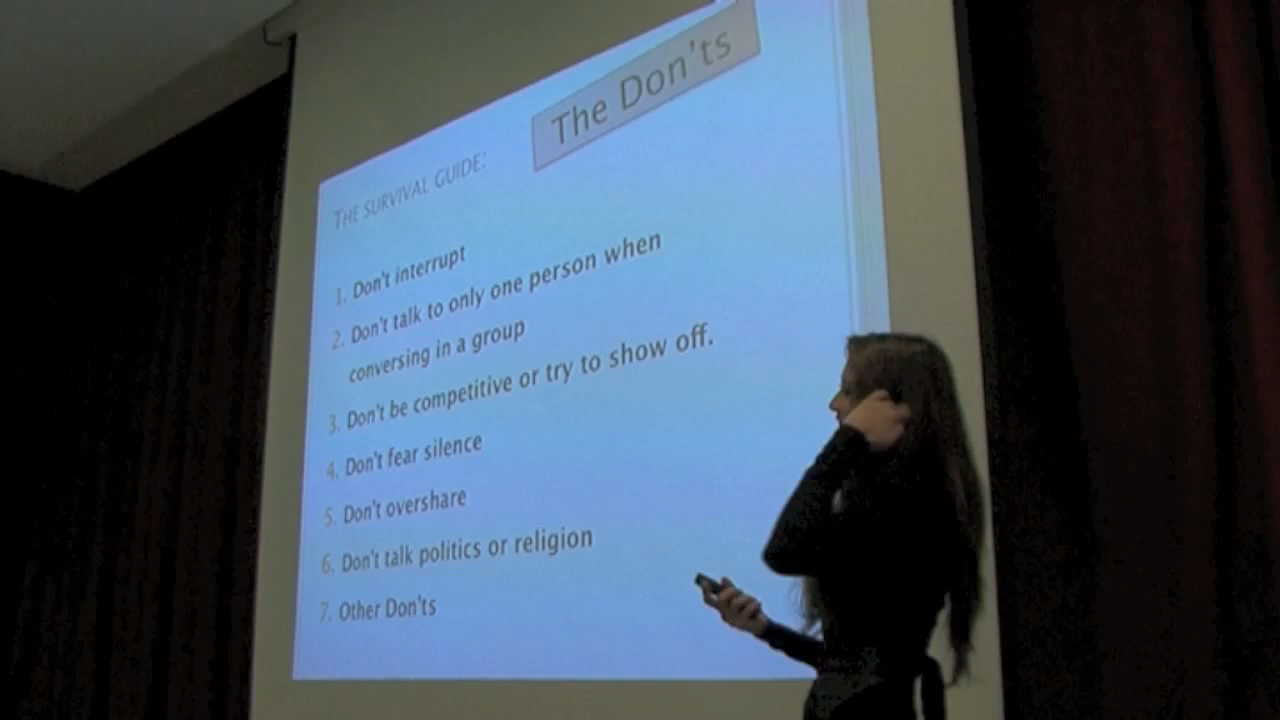 The Don'ts
THE SURVIVAL GUIDE:
1. Don't interrupt
2. Don't talk to only one person when
conversing in a group
3. Don't be competitive or try to show off.
4. Don't fear silence
5. Don't overshare
6. Don't talk politics or religion
7. Other Don'ts